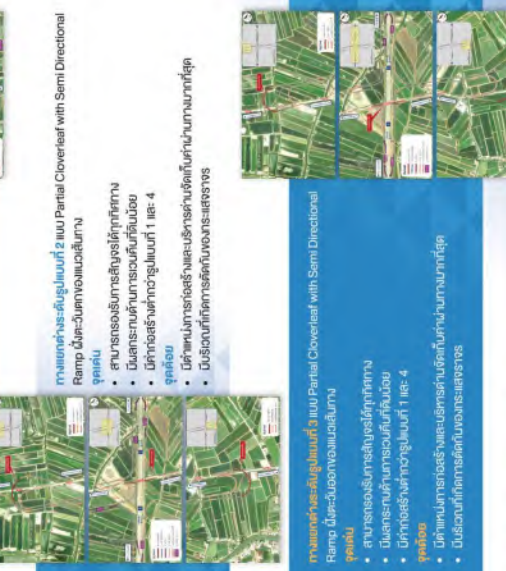 ทางแยกต่างระดับรูปแบบที่ 2 แบบ Partial Cloverleaf with Semi Directional
Ramp ฝั่งตะวันตกของแนวเส้นทาง
จุดเด่น
• สามารถรองรับการสัญจรได้ทุกทิศทาง
• มีผลกระทบด้านการเวนคืนที่ดินน้อย
• มีค่าก่อสร้างต่ำกว่ารูปแบบที่ 1 และ 4
จุดด้อย
• มีตำแหน่งการก่อสร้างและบริหารด่านจัดเก็บค่าผ่านทางมากที่สุด
• มีบริเวณที่เกิดการตัดกันของกระแสจราจร
ทางแยกต่างระดับรูปแบบที่ 3 แบบ Partial Cloverleaf with Semi Directional
Ramp ฝั่งตะวันออกของแนวเส้นทาง
จุดเด่น
• สามารถรองรับการสัญจรได้ทุกทิศทาง
• มีผลกระทบด้านการเวนคืนที่ดินน้อย
• มีค่าก่อสร้างต่ำกว่ารูปแบบที่ 1 และ 4
จุดด้อย
• มีตำแหน่งการก่อสร้างและบริหารด่านจัดเก็บค่าผ่านทางมากที่สุด
• มีบริเวณที่เกิดการตัดกันของกระแสจราจร